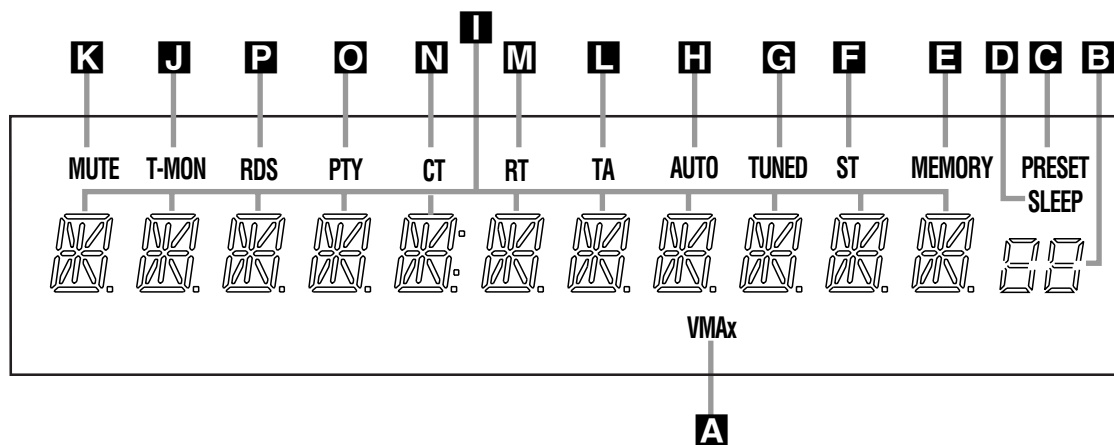 I
K J P O N M L H G F E D C B
MUTE T-MON RDS PTY CT RT TA AUTO TUNED ST MEMORY PRESET
SLEEP
VMAx
A